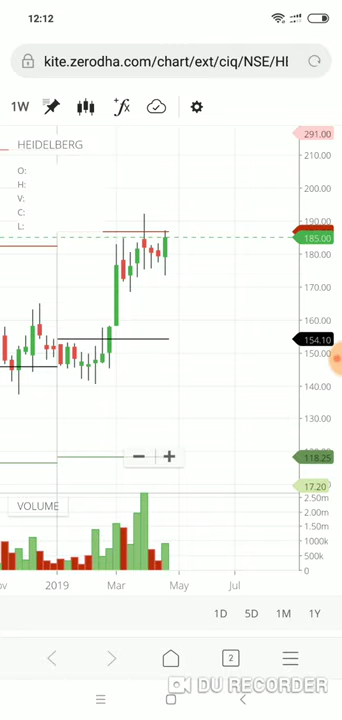 12:12
kite.zerodha.com/chart/ext/ciq/NSE/HI
1W
HEIDELBERG
O:
H:
V:
C:
L:
291.00
210.00
200.00
190.00
185.00
180.00
170.00
160.00
154.10
150.00
140.00
130.00
118.25
17.20
VOLUME
2.50m
2.00m
1.50m
1000k
500k
0
2019
Mar
May
Jul
1D 5D 1M 1Y
2
DU RECORDER